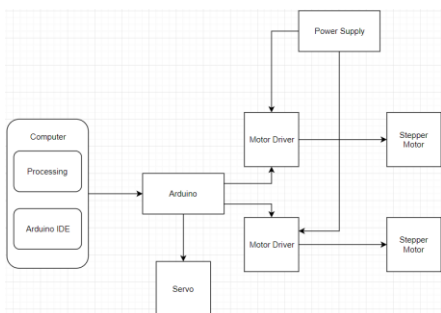 Power Supply
Computer
Processing
Arduino IDE
Arduino
Servo
Motor Driver
Stepper
Motor
Motor Driver
Stepper
Motor